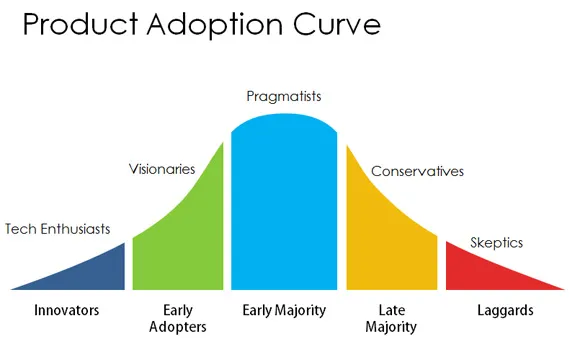 Product Adoption Curve
Pragmatists
Visionaries
Conservatives
Tech Enthusiasts
Skeptics
Innovators
Early
Adopters
Early Majority
Late
Majority
Laggards